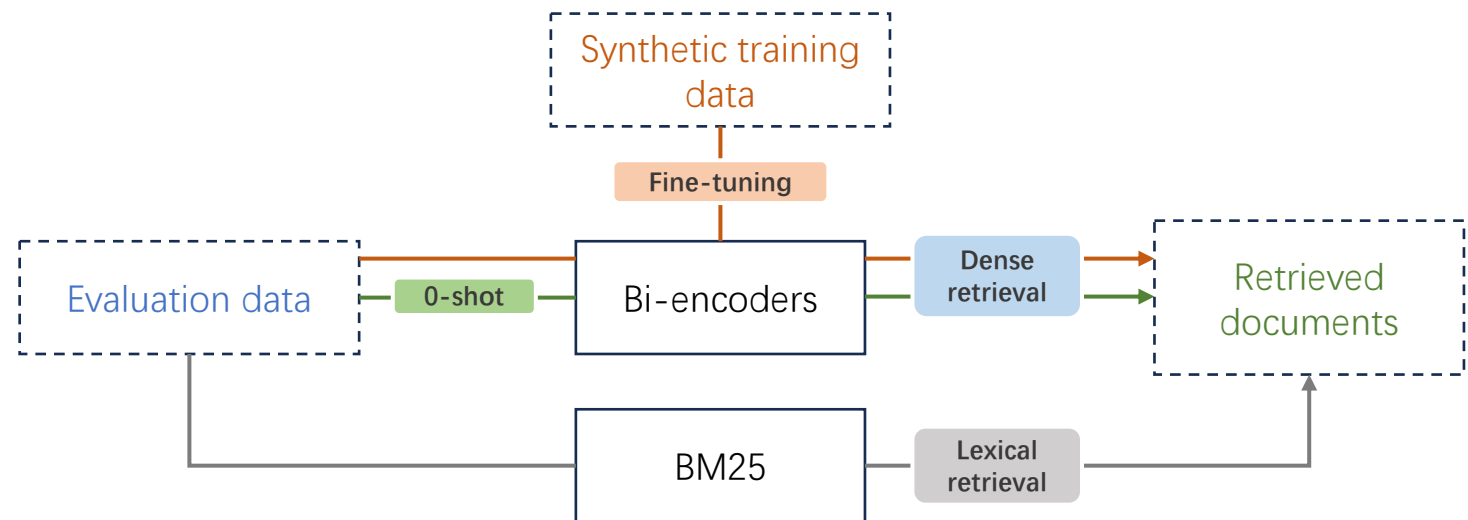 Synthetic training
data
Fine-tuning
Evaluation data
0-shot
Bi-encoders
Dense
retrieval
Retrieved
documents
BM25
Lexical
retrieval